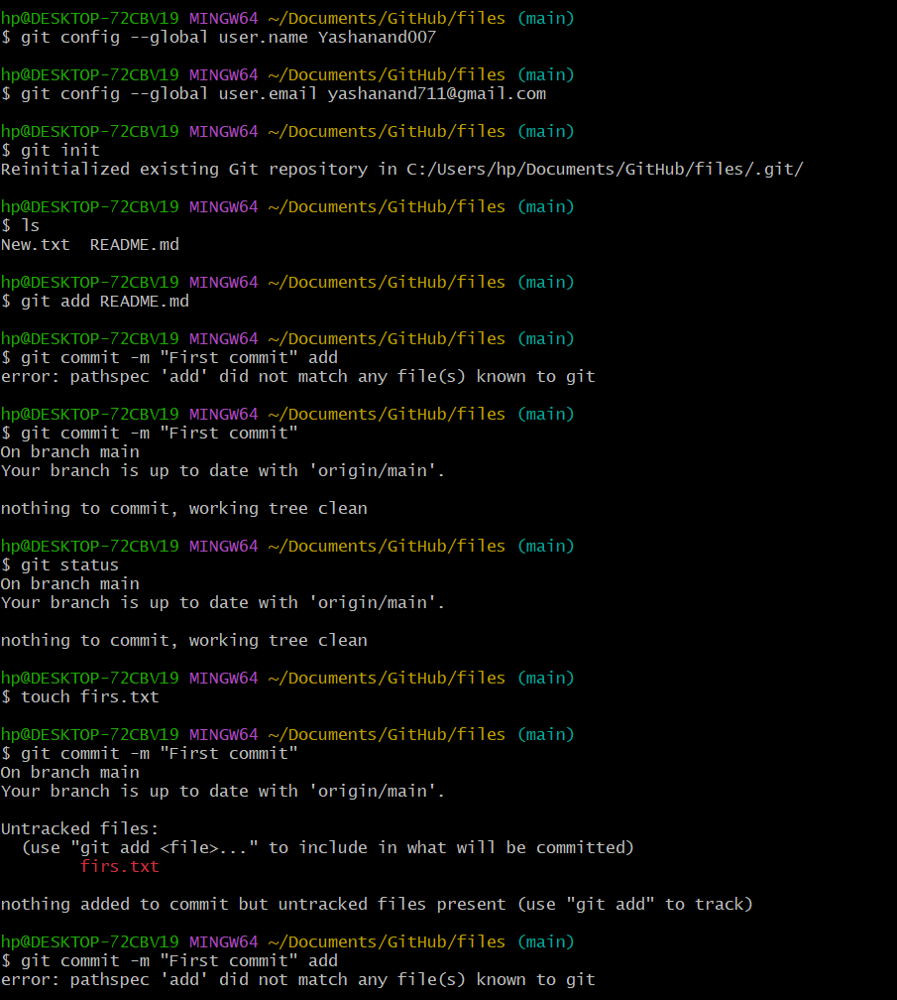 hp@DESKTOP-72CBV19 MINGW64 ~/Documents/GitHub/files (main)
$ git config --global user.name Yashanand007
hp@DESKTOP-72CBV19 MINGW64 ~/Documents/GitHub/files (main)
$ git config --global user.email yashanand711@gmail.com
hp@DESKTOP-72CBV19 MINGW64 ~/Documents/GitHub/files (main)
$ git init
Reinitialized existing Git repository in C:/Users/hp/Documents/GitHub/files/.git/
hp@DESKTOP-72CBV19 MINGW64 ~/Documents/GitHub/files (main)
$ ls
New.txt  README.md
hp@DESKTOP-72CBV19 MINGW64 ~/Documents/GitHub/files (main)
$ git add README.md
hp@DESKTOP-72CBV19 MINGW64 ~/Documents/GitHub/files (main)
$ git commit -m "First commit" add
error: pathspec 'add' did not match any file(s) known to git
hp@DESKTOP-72CBV19 MINGW64 ~/Documents/GitHub/files (main)
$ git commit -m "First commit"
On branch main
Your branch is up to date with 'origin/main'.
nothing to commit, working tree clean
hp@DESKTOP-72CBV19 MINGW64 ~/Documents/GitHub/files (main)
$ git status
On branch main
Your branch is up to date with 'origin/main'.
nothing to commit, working tree clean
hp@DESKTOP-72CBV19 MINGW64 ~/Documents/GitHub/files (main)
$ touch firs.txt
hp@DESKTOP-72CBV19 MINGW64 ~/Documents/GitHub/files (main)
$ git commit -m "First commit"
On branch main
Your branch is up to date with 'origin/main'.
Untracked files:
  (use "git add <file>..." to include in what will be committed)
        firs.txt
nothing added to commit but untracked files present (use "git add" to track)
hp@DESKTOP-72CBV19 MINGW64 ~/Documents/GitHub/files (main)
$ git commit -m "First commit" add
error: pathspec 'add' did not match any file(s) known to git